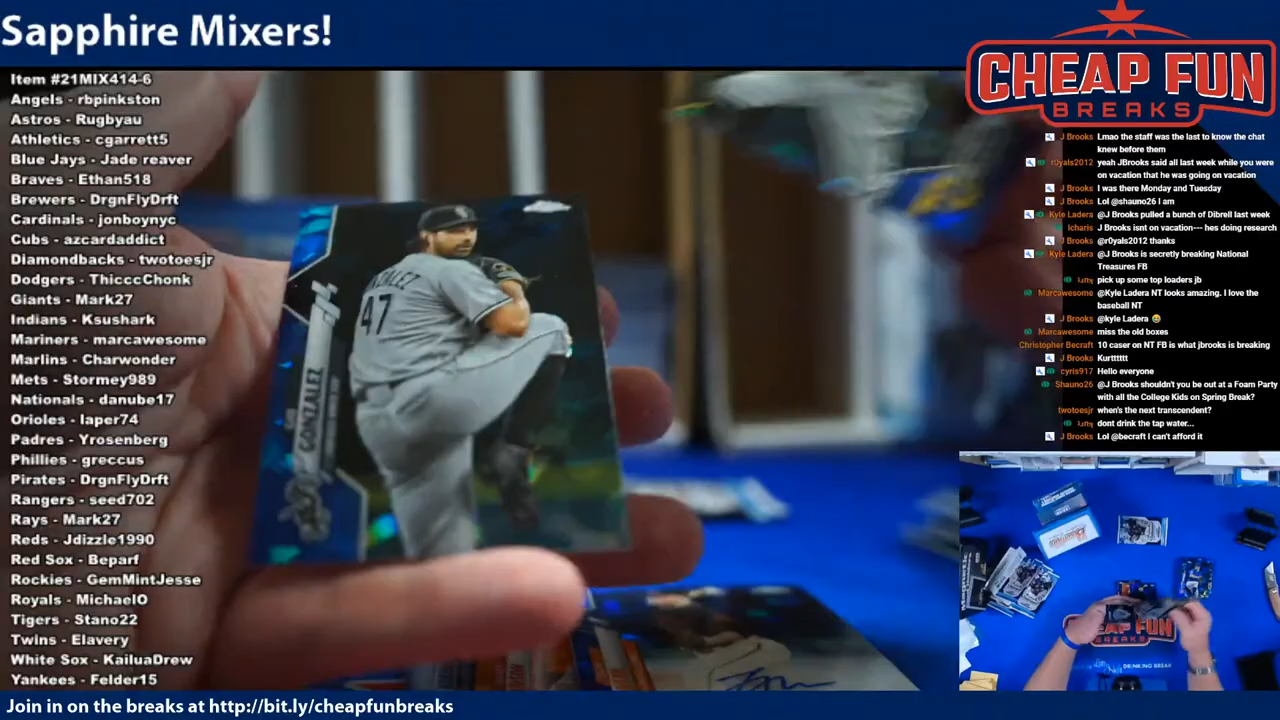 Sapphire Mixers!
Item #21MIX414-6
Angels - rbpinkston
Astros - Rugbyau
Athletics - cgarrett5
Blue Jays - Jade reaver
Braves - Ethan518
Brewers - DrgnFlyDrft
Cardinals - jonboynyc
Cubs - azcardaddict
Diamondbacks - twotoesjr
Dodgers - ThicccChonk
Giants - Mark27
Indians - Ksushark
Mariners - marcawesome
Marlins - Charwonder
Mets - Stormey989
Nationals - danube17
Orioles - laper74
Padres - Yrosenberg
Phillies - greccus
Pirates - DrgnFlyDrft
Rangers - seed702
Rays - Mark27
Reds - Jdizzle1990
Red Sox - Beparf
Rockies - GemMintJesse
Royals - MichaelO
Tigers - Stano22
Twins - Elavery
White Sox - KailuaDrew
Yankees - Felder15
47
GONZALEZ
CHEAP FUN
BREAKS
J Brooks Lmao the staff was the last to know the chat
knew before them
r0yals2012 yeah JBrooks said all last week while you were
on vacation that he was going on vacation
J Brooks I was there Monday and Tuesday
J Brooks Lol @shauno26 I am
Kyle Ladera @J Brooks pulled a bunch of Dibrell last week
Icharis J Brooks isnt on vacation--- hes doing research
J Brooks @r0yals2012 thanks
Kyle Ladera @J Brooks is secretly breaking National
Treasures FB
pick up some top loaders jb
Marcawesome @Kyle Ladera NT looks amazing. I love the
baseball NT
J Brooks @kyle Ladera 😂
Marcawesome miss the old boxes
Christopher Becraft 10 caser on NT FB is what jbrooks is breaking
J Brooks Kurtttttt
cyris917 Hello everyone
Shauno26 @J Brooks shouldn't you be out at a Foam Party
with all the College Kids on Spring Break?
twotoesjr when's the next transcendent?
dont drink the tap water...
J Brooks Lol @becraft I can't afford it
CHEAP FUN
BREAKS
DRINKING BREAK
Join in on the breaks at http://bit.ly/cheapfunbreaks